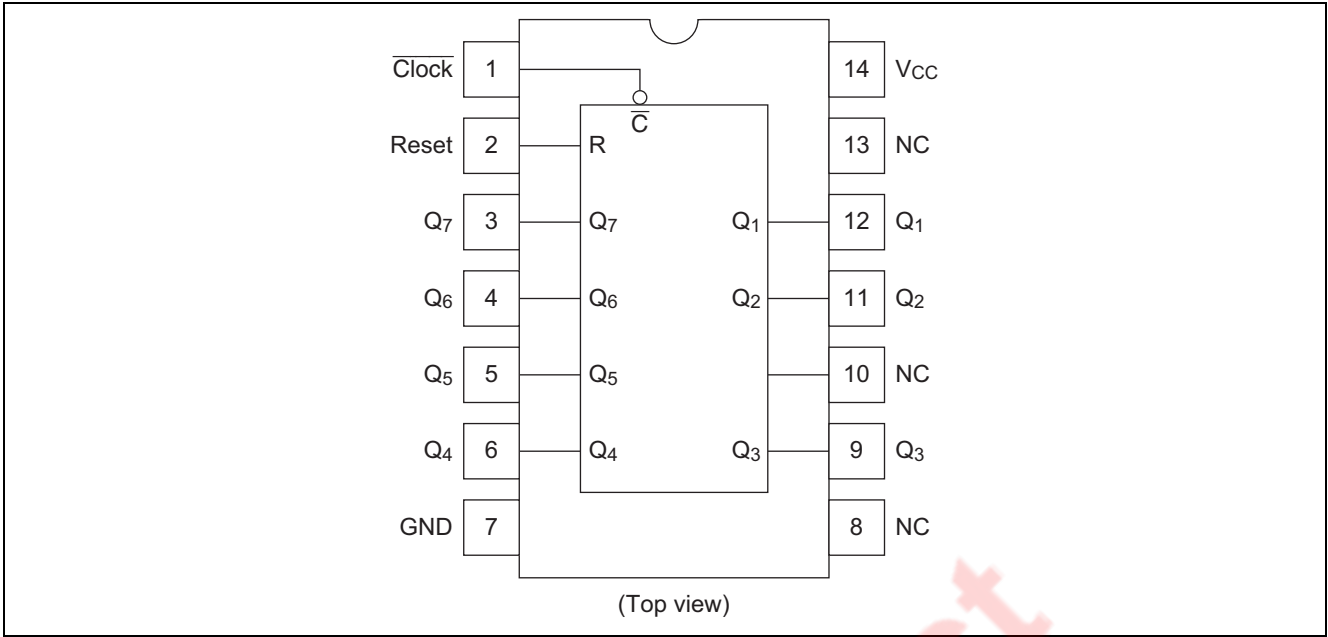 Clock 1 14 VCC
C
Reset 2 R 13 NC
Q7 3 Q7 Q1 12 Q1
Q6 4 Q6 Q2 11 Q2
Q5 5 Q5 10 NC
Q4 6 Q4 Q3 9 Q3
GND 7 8 NC
(Top view)